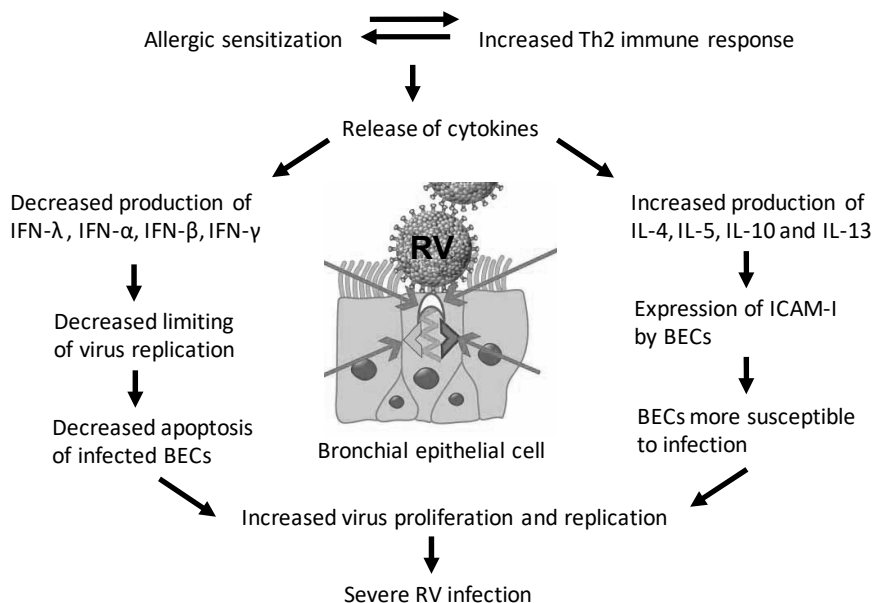 Allergic sensitization
Increased Th2 immune response
Release of cytokines
Decreased production of
IFN-λ , IFN-α, IFN-β, IFN-γ
Increased production of
IL-4, IL-5, IL-10 and IL-13
RV
Decreased limiting
of virus replication
Expression of ICAM-I
by BECs
Decreased apoptosis
of infected BECs
Bronchial epithelial cell
BECs more susceptible
to infection
Increased virus proliferation and replication
Severe RV infection